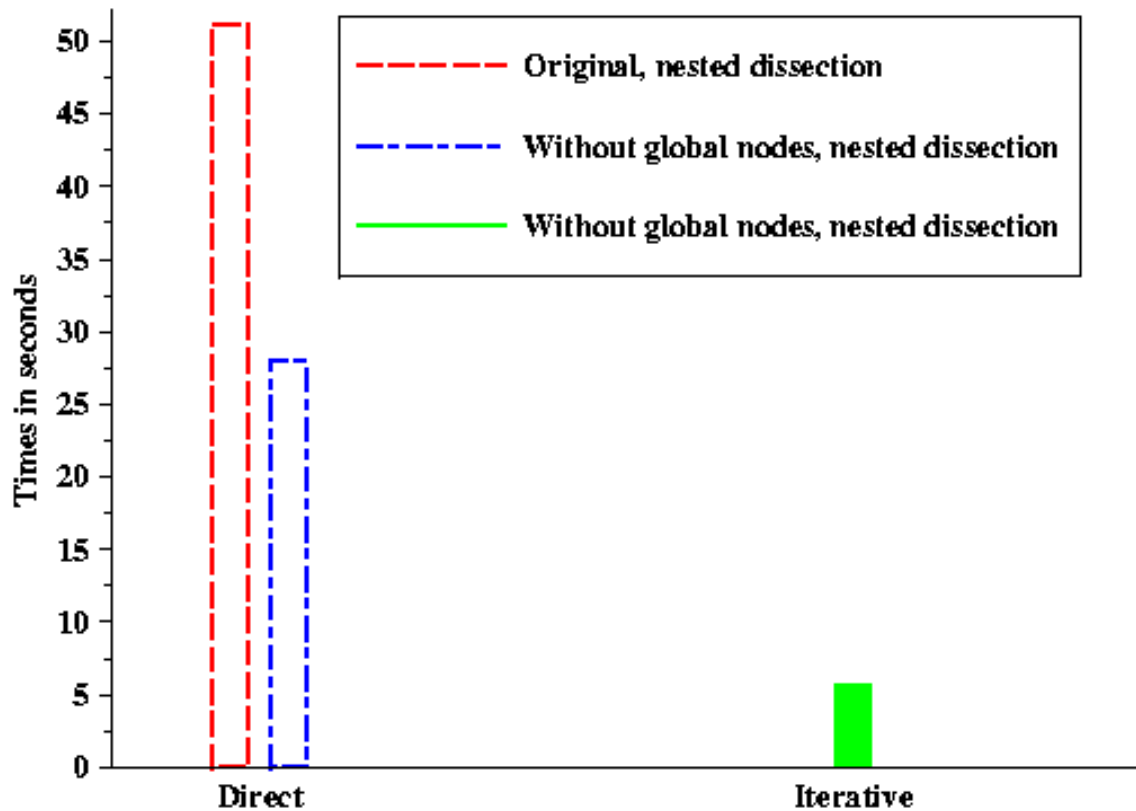 50
45
40
35
30
25
20
15
10
5
0
Times in seconds
Original, nested dissection
Without global nodes, nested dissection
Without global nodes, nested dissection
Direct
Iterative